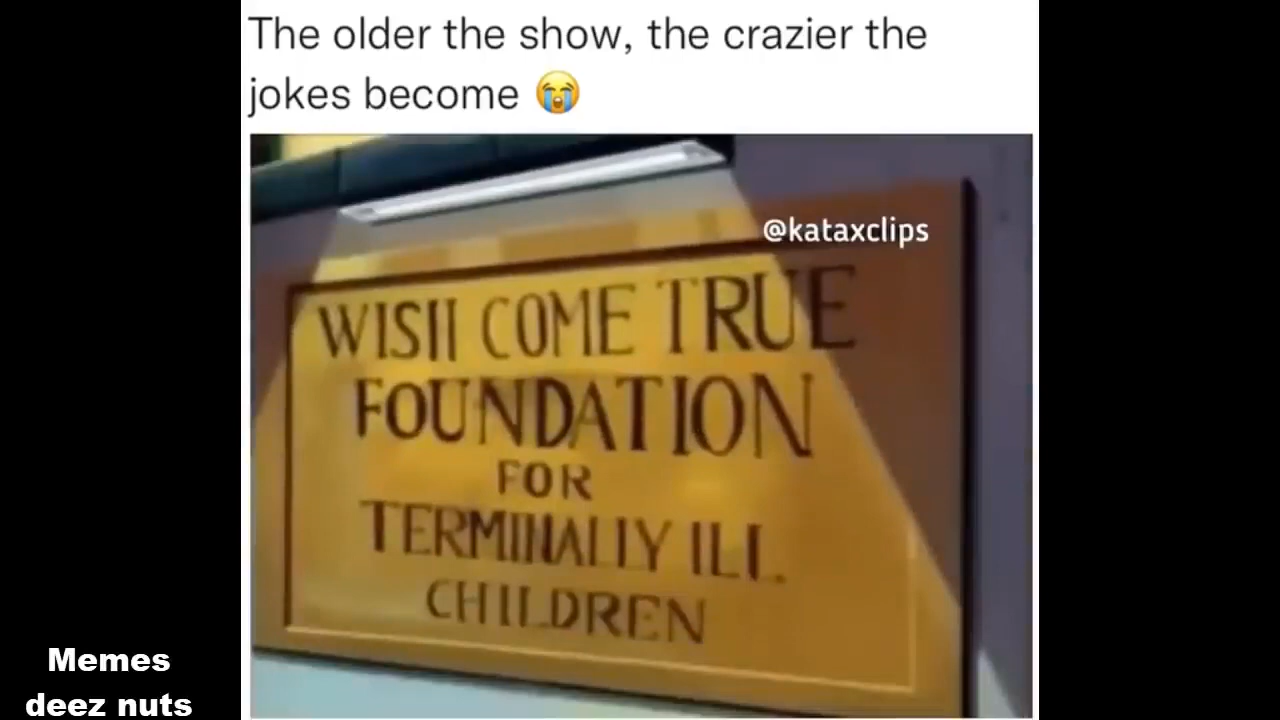 The older the show, the crazier the
jokes become 😭
@kataxclips
WISH COME TRUE
FOUNDATION
FOR
TERMINALLY ILL
CHILDREN
Memes
deez nuts